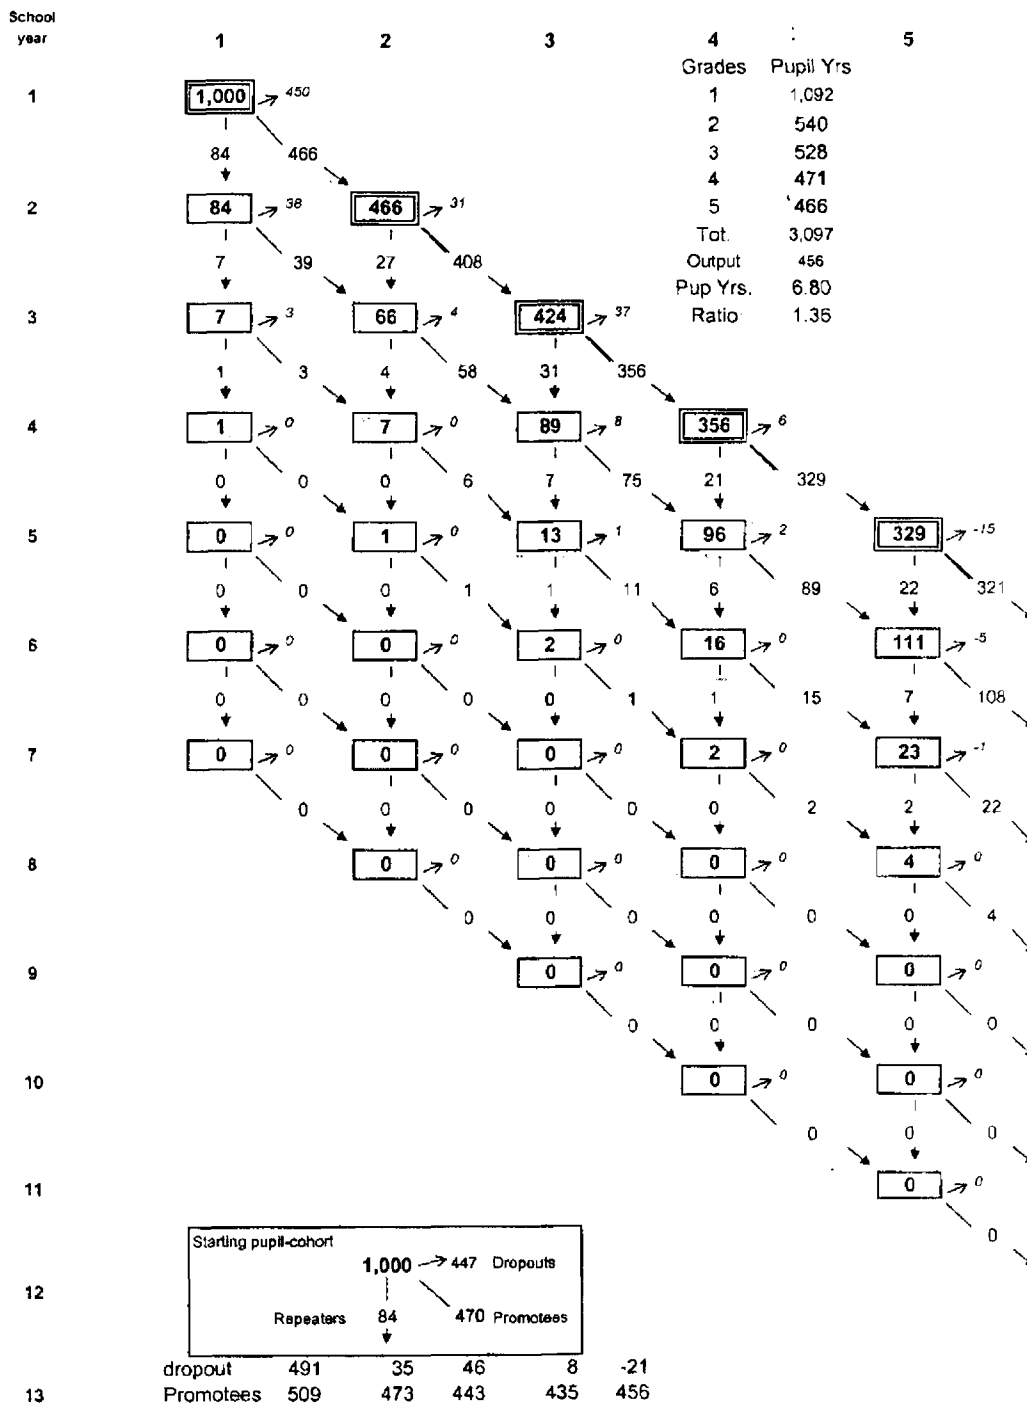 School
year 1 2 3 4 5
Grades Pupil Yrs
1 1,000 450 1 1,092
2 540
84 466 3 528
4 471
2 84 38 466 31 5 466
Tot. 3,097
7 39 27 408 Output 456
Pup Yrs. 6.80
3 7 3 66 4 424 37 Ratio 1.36
1 3 4 58 31 356
4 1 0 7 0 89 8 356 6
0 0 0 6 7 75 21 329
5 0 0 1 0 13 1 96 2 329 -15
0 0 0 1 1 11 6 89 22 321
6 0 0 0 0 2 0 16 0 111 -5
0 0 0 0 0 1 1 15 7 108
7 0 0 0 0 0 0 2 0 23 -1
0 0 0 0 0 0 2 2 22
8 0 0 0 0 0 0 4 0
0 0 0 0 0 0 4
9 0 0 0 0 0 0
0 0 0 0 0
10 0 0 0 0
0 0 0
11 0 0
0
Starting pupil-cohort
1,000 447 Dropouts
12
Repeaters 84 470 Promotees
dropout 491 35 46 8 -21
13 Promotees 509 473 443 435 456